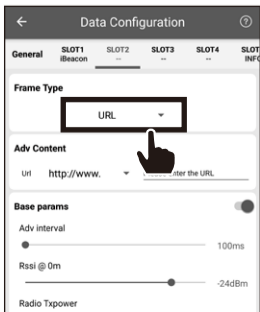 Data Configuration
General SLOT1 SLOT2 SLOT3 SLOT4 SLOT
iBeacon -- -- -- INFO
Frame Type
URL
Adv Content
Url http://www. enter the URL
Base params
Adv interval
100ms
Rssi @ 0m
-24dBm
Radio Txpower